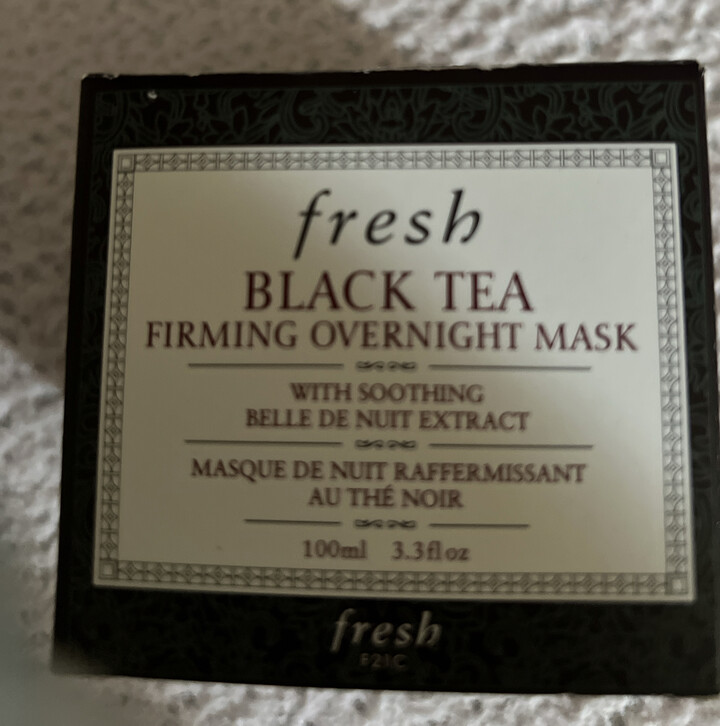 fresh
BLACK TEA
FIRMING OVERNIGHT MASK
WITH SOOTHING
BELLE DE NUIT EXTRACT
MASQUE DE NUIT RAFFERMISSANT
AU THÉ NOIR
100ml 3.3fl oz
fresh
F21C